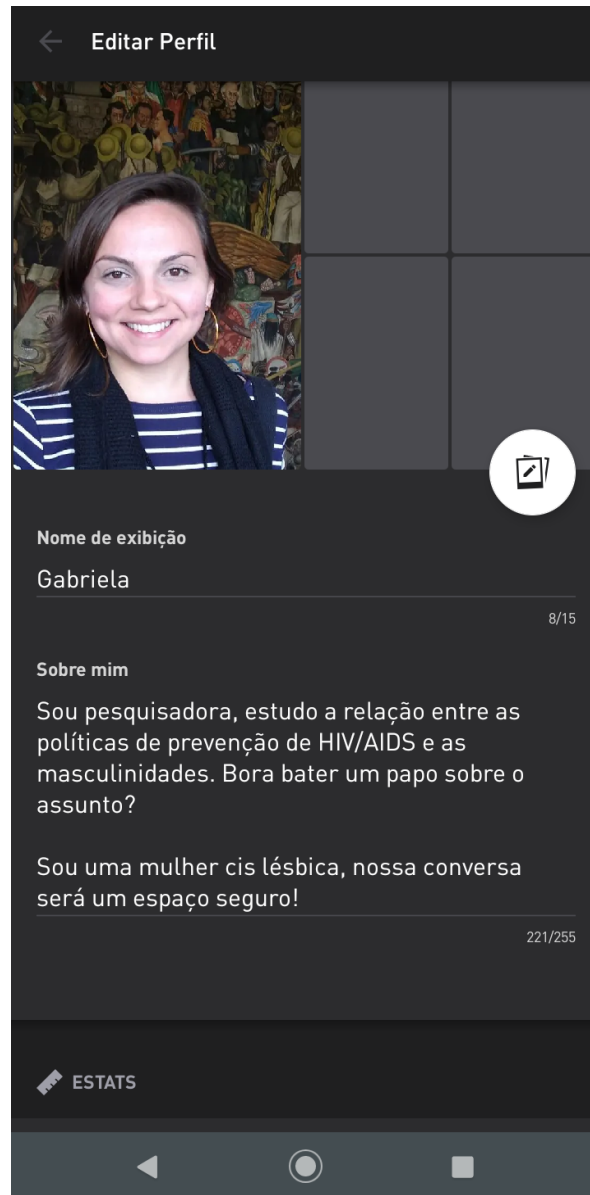 Editar Perfil
Nome de exibição
Gabriela
8/15
Sobre mim
Sou pesquisadora, estudo a relação entre as
políticas de prevenção de HIV/AIDS e as
masculinidades. Bora bater um papo sobre o
assunto?
Sou uma mulher cis lésbica, nossa conversa
será um espaço seguro!
221/255
ESTATS